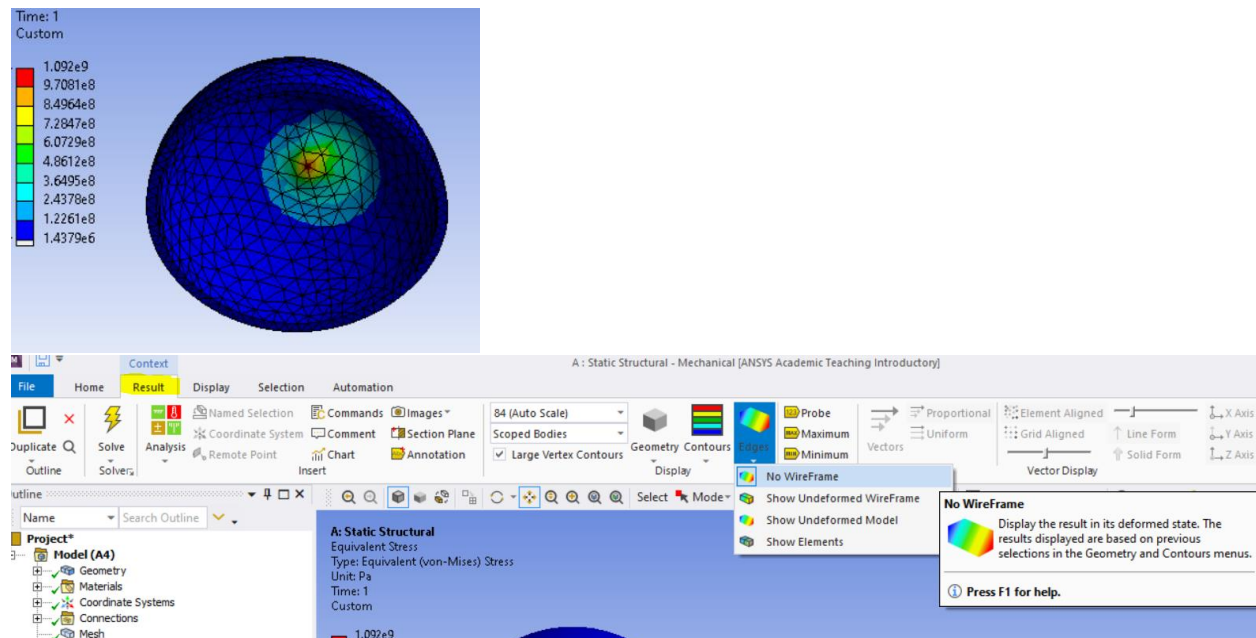 Time: 1
Custom
1.092e9
9.7081e8
8.4964e8
7.2847e8
6.0729e8
4.8612e8
3.6495e8
2.4378e8
1.2261e8
1.4379e6
Context
A : Static Structural - Mechanical [ANSYS Academic Teaching Introductory]
File Home Result Display Selection Automation
Named Selection Commands Images 84 (Auto Scale) Probe Proportional Element Aligned X Axis
Coordinate System Comment Section Plane Scoped Bodies Maximum Uniform Grid Aligned Line Form Y Axis
Remote Point Chart Annotation Large Vertex Contours Minimum Solid Form Z Axis
Duplicate Q Solve Analysis Geometry Contours Edges Vectors
Outline Solver Insert Display Vector Display
No WireFrame
Show Undeformed WireFrame
Show Undeformed Model
Show Elements
No WireFrame
Display the result in its deformed state. The
results displayed are based on previous
selections in the Geometry and Contours menus.
Press F1 for help.
Outline Select Mode
Name Search Outline
Project*
Model (A4)
Geometry
Materials
Coordinate Systems
Connections
Mesh
A: Static Structural
Equivalent Stress
Type: Equivalent (von-Mises) Stress
Unit: Pa
Time: 1
Custom
1.092e9